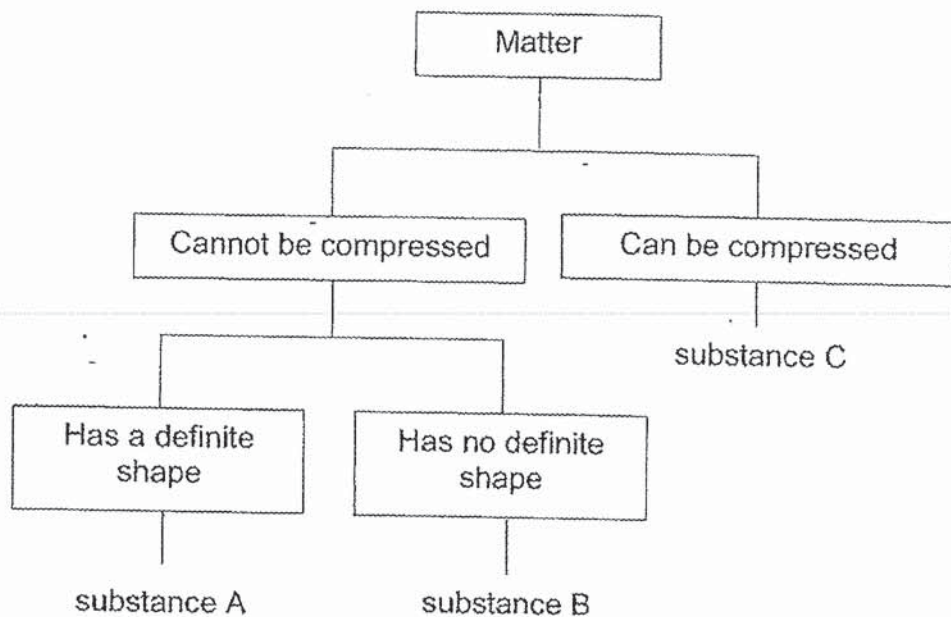 Matter
Cannot be compressed
Can be compressed
substance C
Has a definite
shape
Has no definite
shape
substance A
substance B